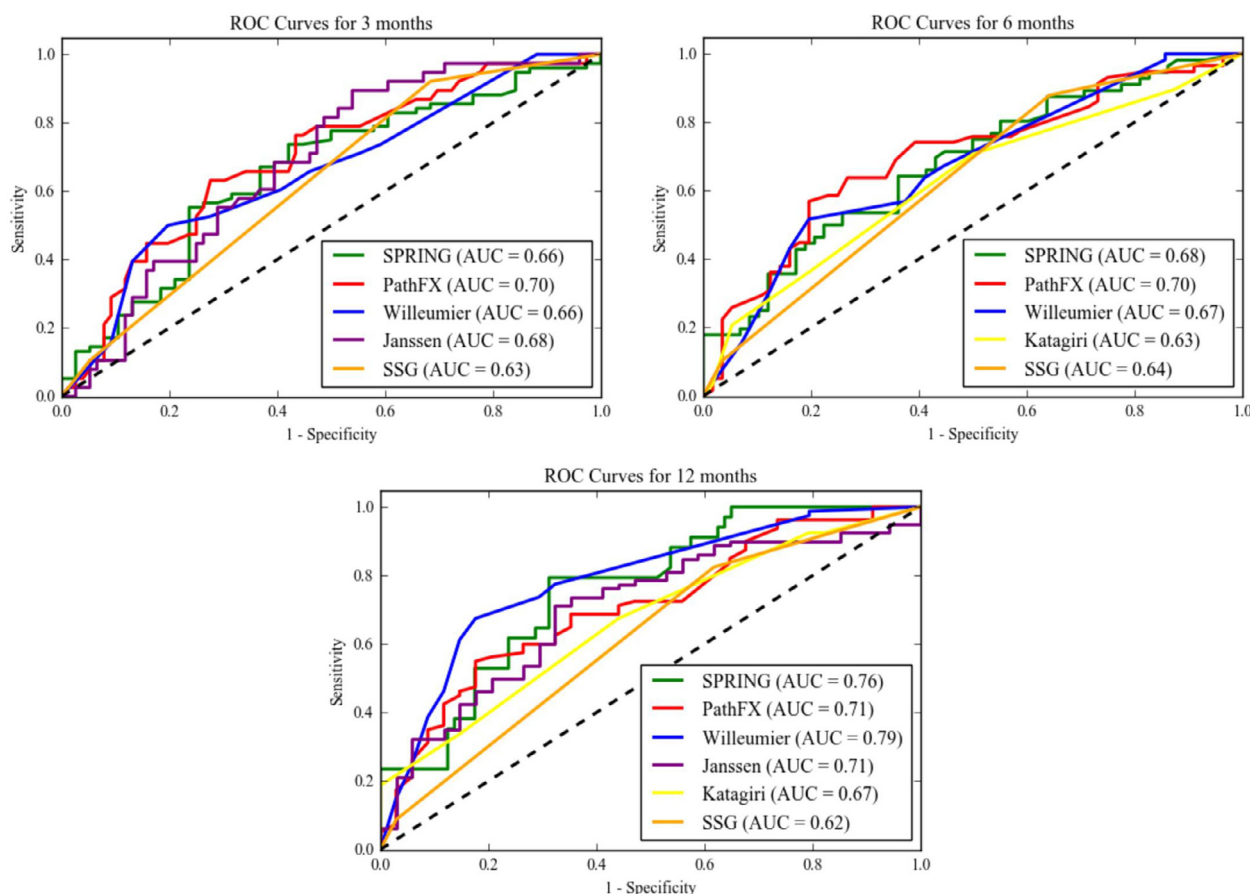 ROC Curves for 3 months
1.0
0.8
0.6
0.4
0.2
0.0
Sensitivity
SPRING (AUC = 0.66)
PathFX (AUC = 0.70)
Willeumier (AUC = 0.66)
Janssen (AUC = 0.68)
SSG (AUC = 0.63)
0.0 0.2 0.4 0.6 0.8 1.0
1 - Specificity
ROC Curves for 6 months
1.0
0.8
0.6
0.4
0.2
0.0
Sensitivity
SPRING (AUC = 0.68)
PathFX (AUC = 0.70)
Willeumier (AUC = 0.67)
Katagiri (AUC = 0.63)
SSG (AUC = 0.64)
0.0 0.2 0.4 0.6 0.8 1.0
1 - Specificity
ROC Curves for 12 months
1.0
0.8
0.6
0.4
0.2
0.0
Sensitivity
SPRING (AUC = 0.76)
PathFX (AUC = 0.71)
Willeumier (AUC = 0.79)
Janssen (AUC = 0.71)
Katagiri (AUC = 0.67)
SSG (AUC = 0.62)
0.0 0.2 0.4 0.6 0.8 1.0
1 - Specificity